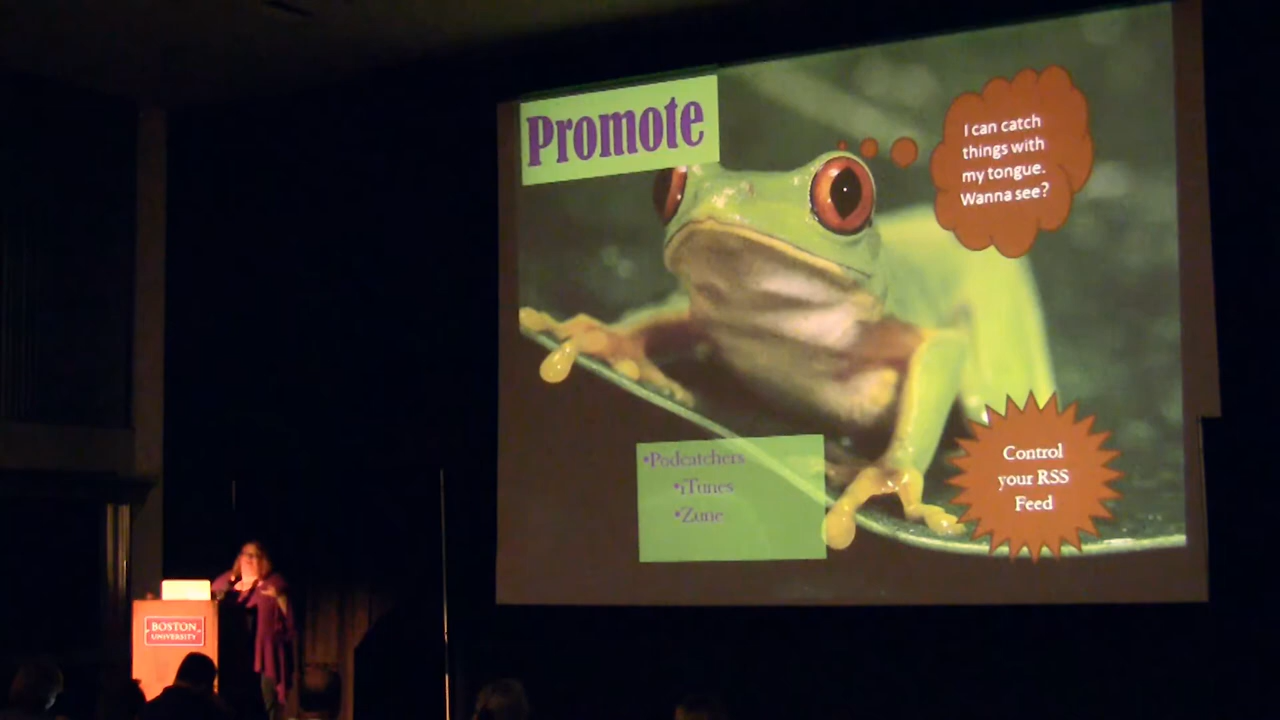 Promote
I can catch
things with
my tongue.
Wanna see?
•Podcatchers
•iTunes
•Zune
Control
your RSS
Feed
BOSTON
UNIVERSITY